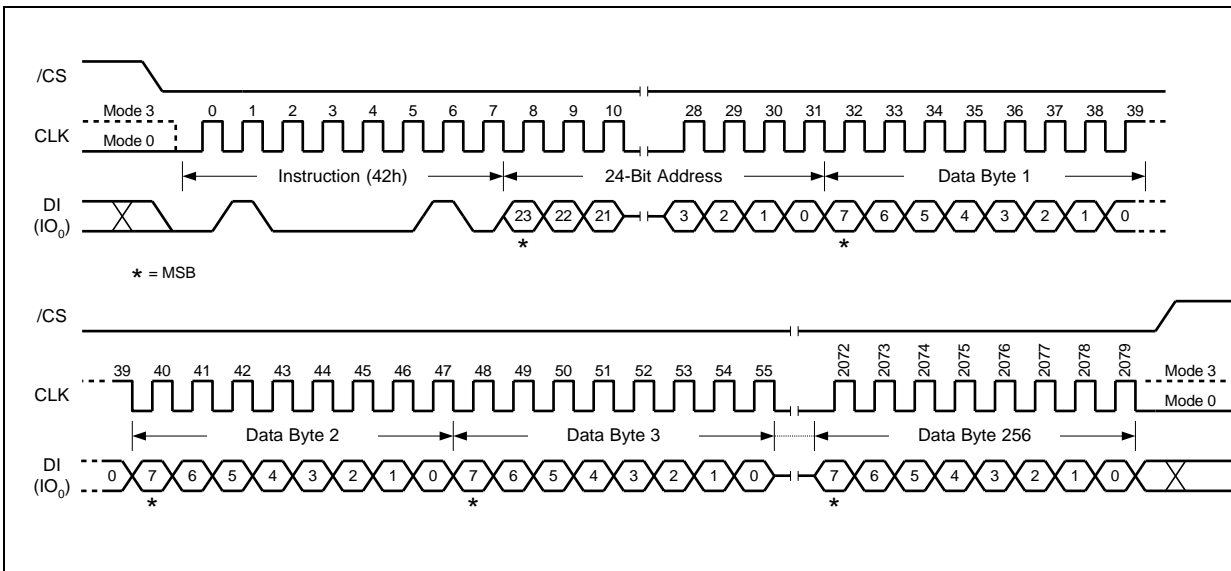 /CS
Mode 3
0 1 2 3 4 5 6 7 8 9 10 28 29 30 31 32 33 34 35 36 37 38 39
CLK
Mode 0
Instruction (42h) 24-Bit Address Data Byte 1
DI
(IO0)
23 22 21 3 2 1 0 7 6 5 4 3 2 1 0
* *
* = MSB
/CS
39 40 41 42 43 44 45 46 47 48 49 50 51 52 53 54 55 2072 2073 2074 2075 2076 2077 2078 2079
Mode 3
CLK
Mode 0
Data Byte 2 Data Byte 3 Data Byte 256
DI
(IO0)
0 7 6 5 4 3 2 1 0 7 6 5 4 3 2 1 0 7 6 5 4 3 2 1 0
* * *